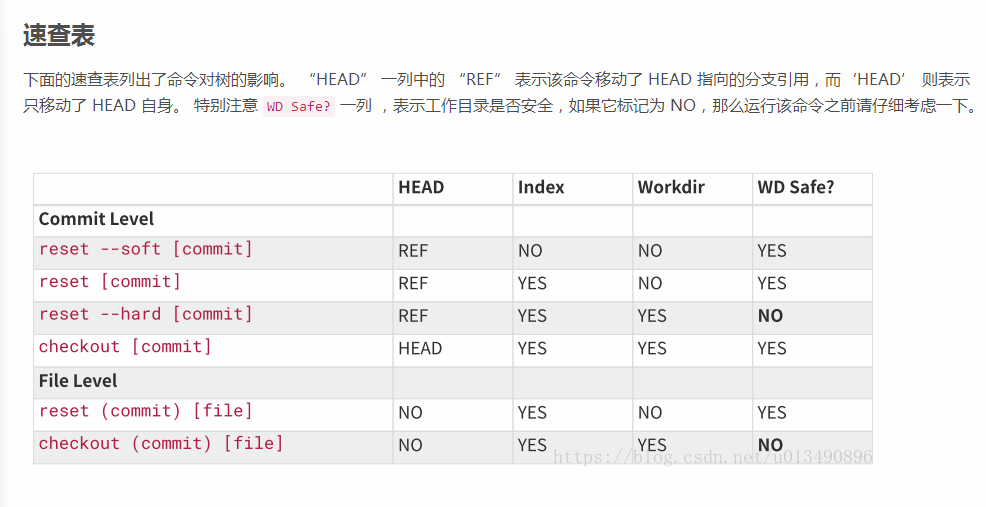 速查表
下面的速查表列出了命令对树的影响。 “HEAD” 一列中的 “REF” 表示该命令移动了 HEAD 指向的分支引用，而 ‘HEAD’ 则表示
只移动了 HEAD 自身。 特别注意 WD Safe? 一列 ，表示工作目录是否安全，如果它标记为 NO，那么运行该命令之前请仔细考虑一下。
HEAD Index Workdir WD Safe?
Commit Level
reset --soft [commit] REF NO NO YES
reset [commit] REF YES NO YES
reset --hard [commit] REF YES YES NO
checkout [commit] HEAD YES YES YES
File Level
reset (commit) [file] NO YES NO YES
checkout (commit) [file] NO YES YES NO
https://blog.csdn.net/u013490896